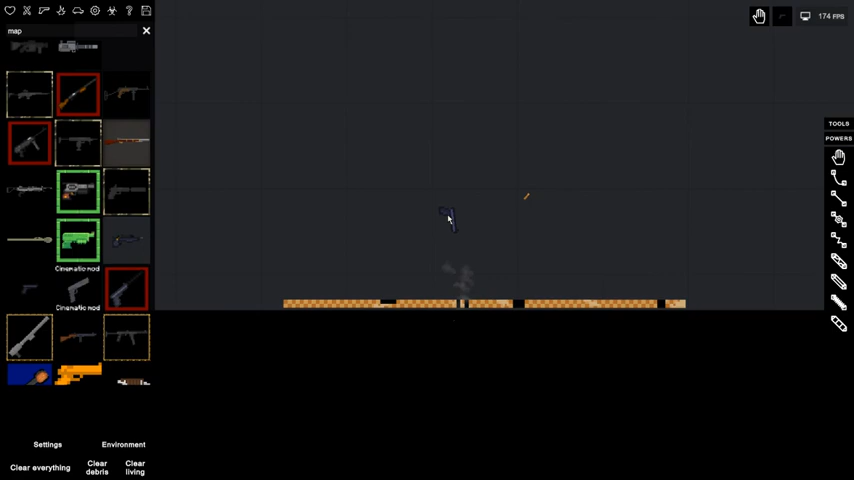 map
174 FPS
TOOLS
POWERS
Cinematic mod
Cinematic mod
Settings
Environment
Clear everything
Clear debris
Clear living